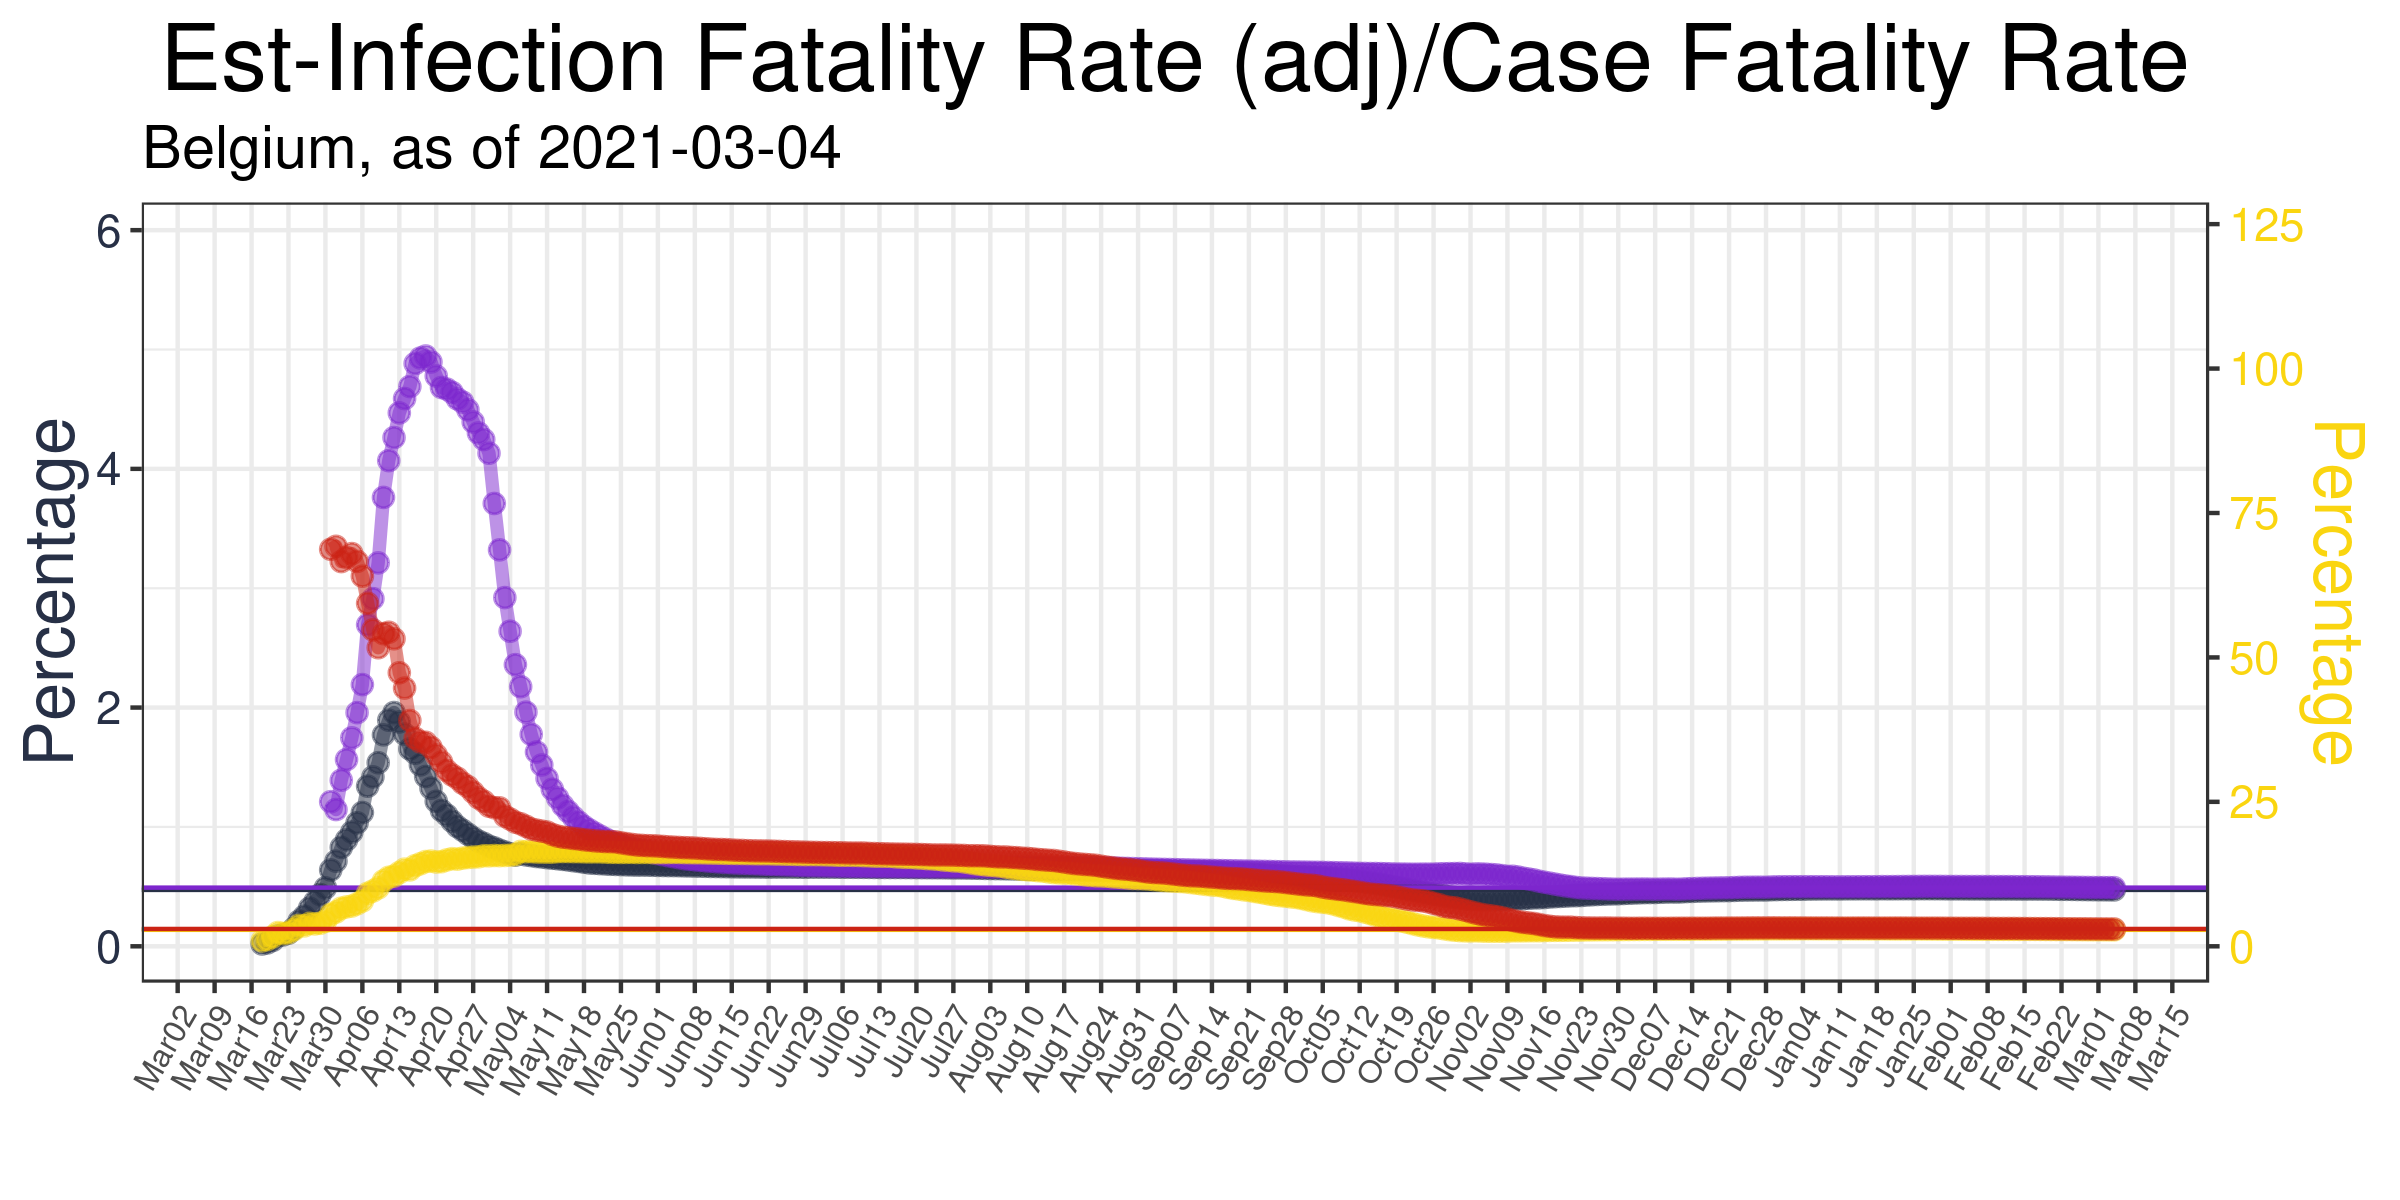 Est-Infection Fatality Rate (adj)/Case Fatality Rate
Belgium, as of 2021-03-04
Percentage
6
4
2
0
125
100
75
50
25
0
Percentage
Mar02
Mar09
Mar16
Mar23
Mar30
Apr06
Apr13
Apr20
Apr27
May04
May11
May18
May25
Jun01
Jun08
Jun15
Jun22
Jun29
Jul06
Jul13
Jul20
Jul27
Aug03
Aug10
Aug17
Aug24
Aug31
Sep07
Sep14
Sep21
Sep28
Oct05
Oct12
Oct19
Oct26
Nov02
Nov09
Nov16
Nov23
Nov30
Dec07
Dec14
Dec21
Dec28
Jan04
Jan11
Jan18
Jan25
Feb01
Feb08
Feb15
Feb22
Mar01
Mar08
Mar15